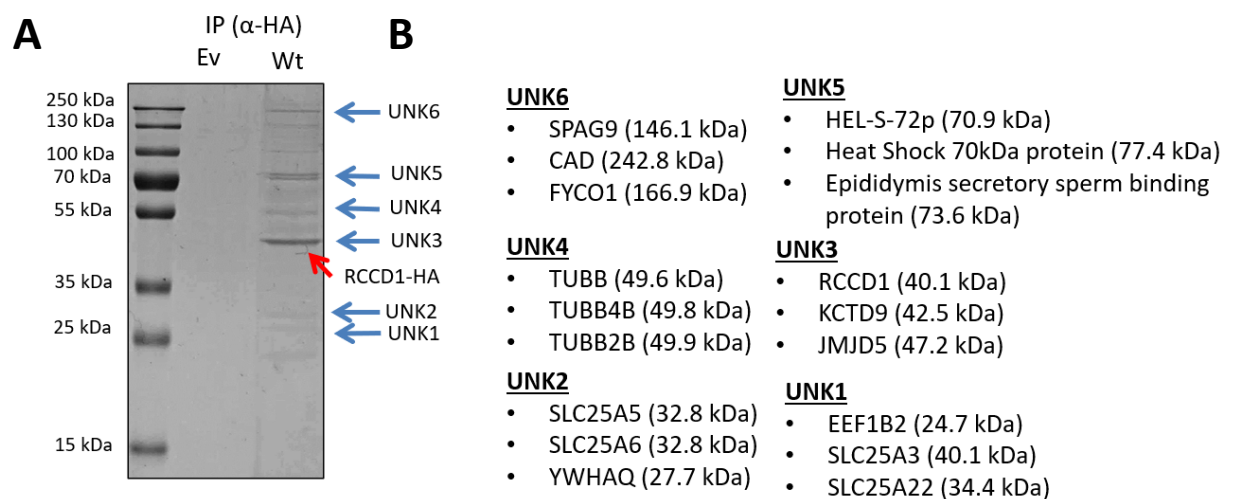 A
IP (α-HA)
Ev
Wt
250 kDa
130 kDa
100 kDa
70 kDa
55 kDa
35 kDa
25 kDa
15 kDa
UNK6
UNK5
UNK4
UNK3
RCCD1-HA
UNK2
UNK1
B
UNK6
• SPAG9 (146.1 kDa)
• CAD (242.8 kDa)
• FYCO1 (166.9 kDa)
UNK5
• HEL-S-72p (70.9 kDa)
• Heat Shock 70kDa protein (77.4 kDa)
• Epididymis secretory sperm binding
protein (73.6 kDa)
UNK4
• TUBB (49.6 kDa)
• TUBB4B (49.8 kDa)
• TUBB2B (49.9 kDa)
UNK3
• RCCD1 (40.1 kDa)
• KCTD9 (42.5 kDa)
• JMJD5 (47.2 kDa)
UNK2
• SLC25A5 (32.8 kDa)
• SLC25A6 (32.8 kDa)
• YWHAQ (27.7 kDa)
UNK1
• EEF1B2 (24.7 kDa)
• SLC25A3 (40.1 kDa)
• SLC25A22 (34.4 kDa)